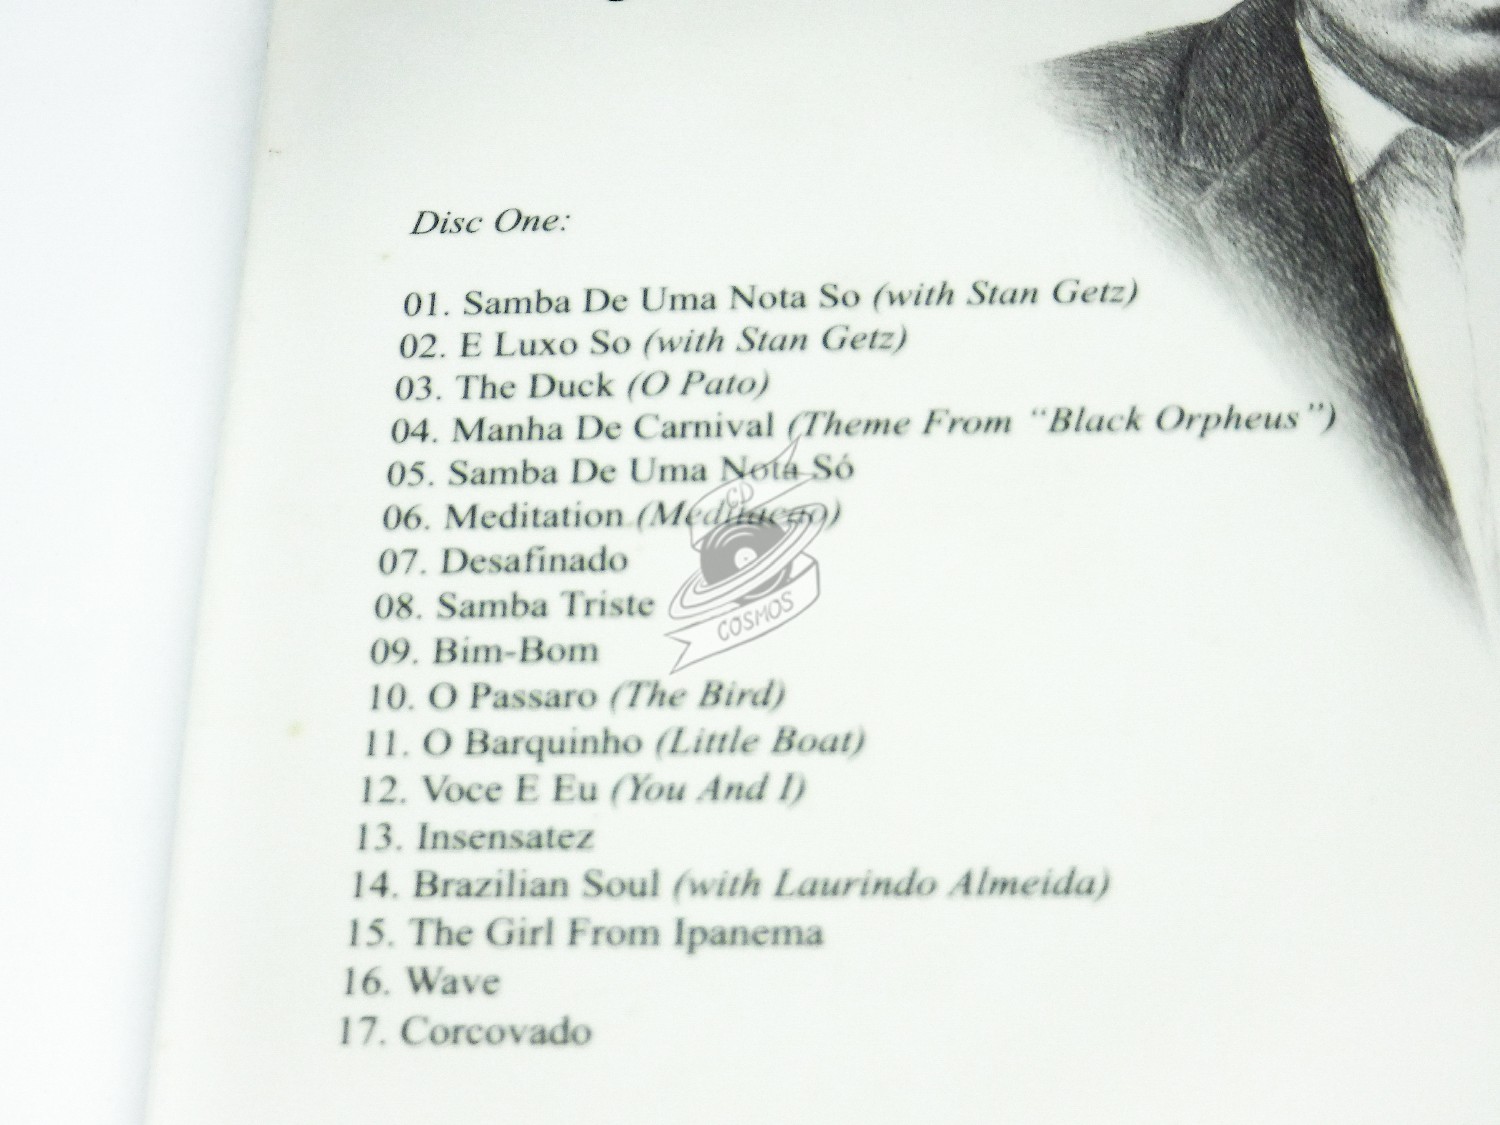 Disc One:
01. Samba De Uma Nota So (with Stan Getz)
02. E Luxo So (with Stan Getz)
03. The Duck (O Pato)
04. Manha De Carnival (Theme From “Black Orpheus”)
05. Samba De Uma Nota Só
06. Meditation (Meditacao)
07. Desafinado
08. Samba Triste
09. Bim-Bom
10. O Passaro (The Bird)
11. O Barquinho (Little Boat)
12. Voce E Eu (You And I)
13. Insensatez
14. Brazilian Soul (with Laurindo Almeida)
15. The Girl From Ipanema
16. Wave
17. Corcovado
CD
COSMOS